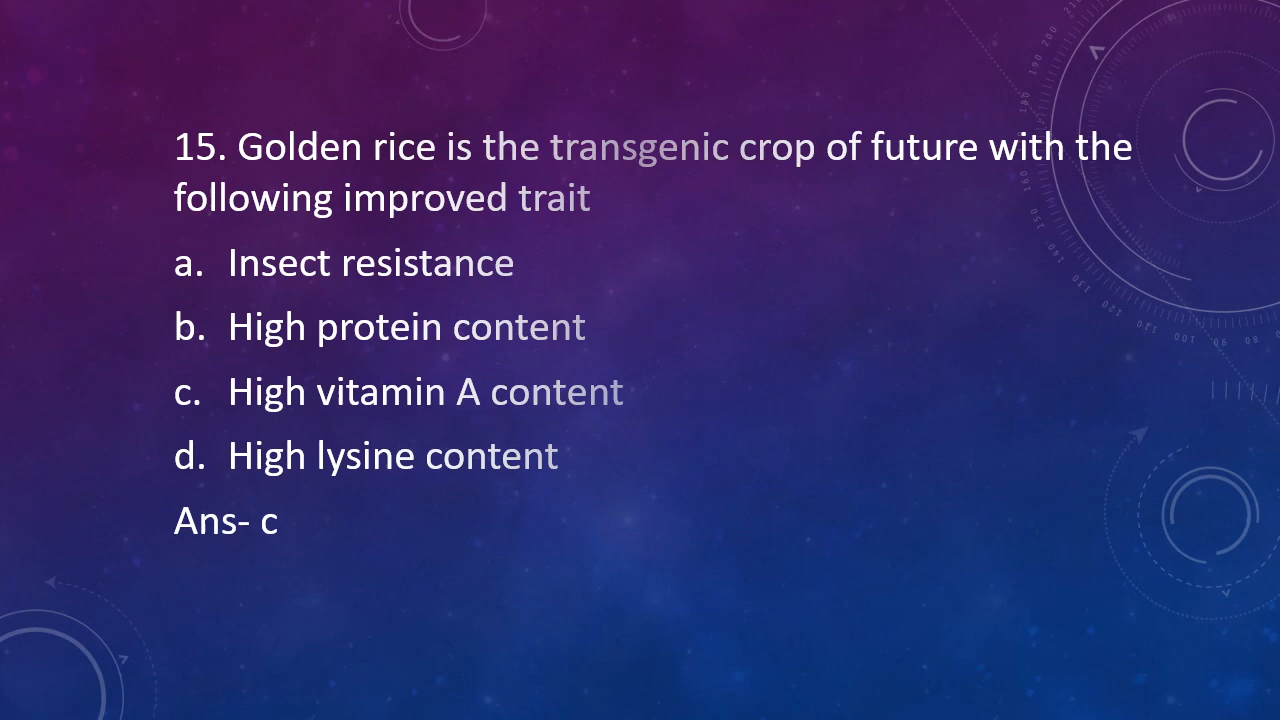 15. Golden rice is the transgenic crop of future with the
following improved trait
a. Insect resistance
b. High protein content
c. High vitamin A content
d. High lysine content
Ans- c